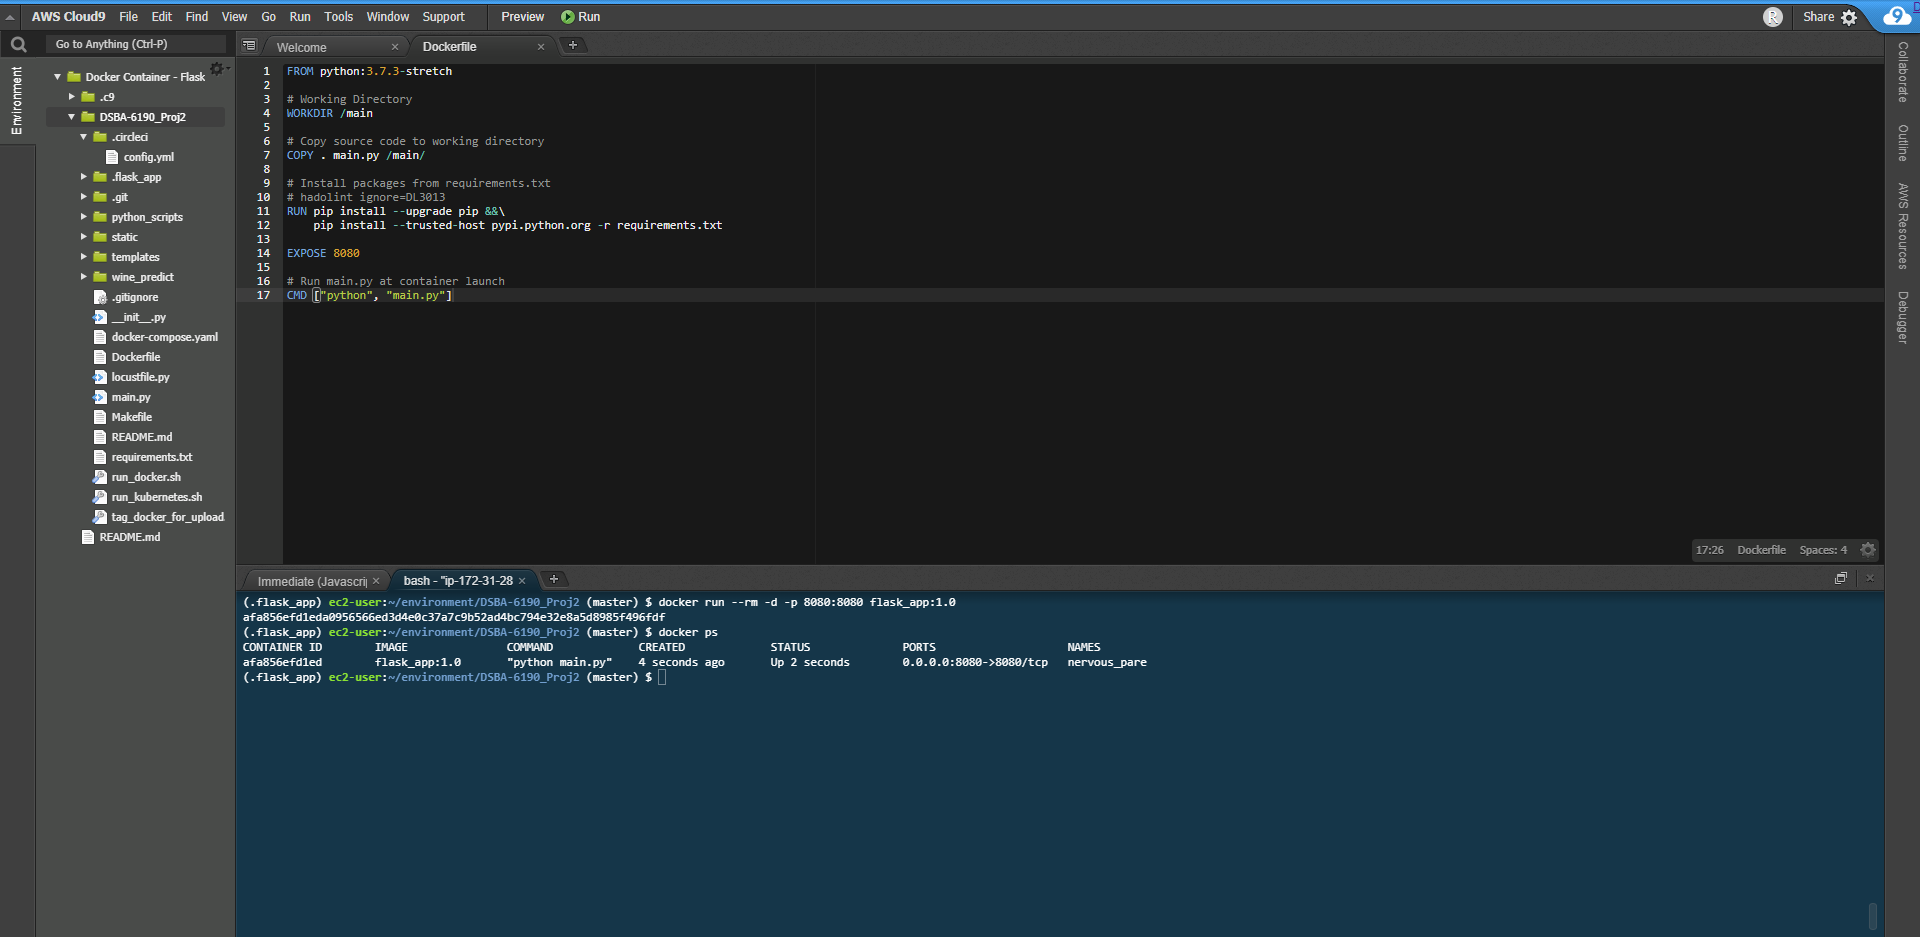 AWS Cloud9 File Edit Find View Go Run Tools Window Support Preview Run R Share 9
Go to Anything (Ctrl-P)
Welcome × Dockerfile × +
Environment
Docker Container - Flask
.c9
DSBA-6190_Proj2
.circleci
config.yml
.flask_app
.git
python_scripts
static
templates
wine_predict
.gitignore
__init__.py
docker-compose.yaml
Dockerfile
locustfile.py
main.py
Makefile
README.md
requirements.txt
run_docker.sh
run_kubernetes.sh
tag_docker_for_upload
README.md
1 FROM python:3.7.3-stretch
2
3 # Working Directory
4 WORKDIR /main
5
6 # Copy source code to working directory
7 COPY . main.py /main/
8
9 # Install packages from requirements.txt
10 # hadolint ignore=DL3013
11 RUN pip install --upgrade pip &&\
12 pip install --trusted-host pypi.python.org -r requirements.txt
13
14 EXPOSE 8080
15
16 # Run main.py at container launch
17 CMD ["python", "main.py"]
17:26 Dockerfile Spaces: 4
Collaborate
Outline
AWS Resources
Debugger
Immediate (Javascrip × bash - "ip-172-31-28 × +
(.flask_app) ec2-user:~/environment/DSBA-6190_Proj2 (master) $ docker run --rm -d -p 8080:8080 flask_app:1.0
afa856efd1eda0956566ed3d4e0c37a7c9b52ad4bc794e32e8a5d8985f496fdf
(.flask_app) ec2-user:~/environment/DSBA-6190_Proj2 (master) $ docker ps
CONTAINER ID IMAGE COMMAND CREATED STATUS PORTS NAMES
afa856efd1ed flask_app:1.0 "python main.py" 4 seconds ago Up 2 seconds 0.0.0.0:8080->8080/tcp nervous_pare
(.flask_app) ec2-user:~/environment/DSBA-6190_Proj2 (master) $